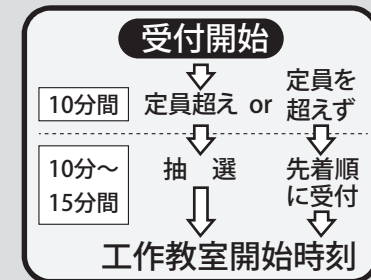 受付開始
10分間
定員超え or 定員を
超えず
10分〜
15分間
抽　選
先着順
に受付
工作教室開始時刻